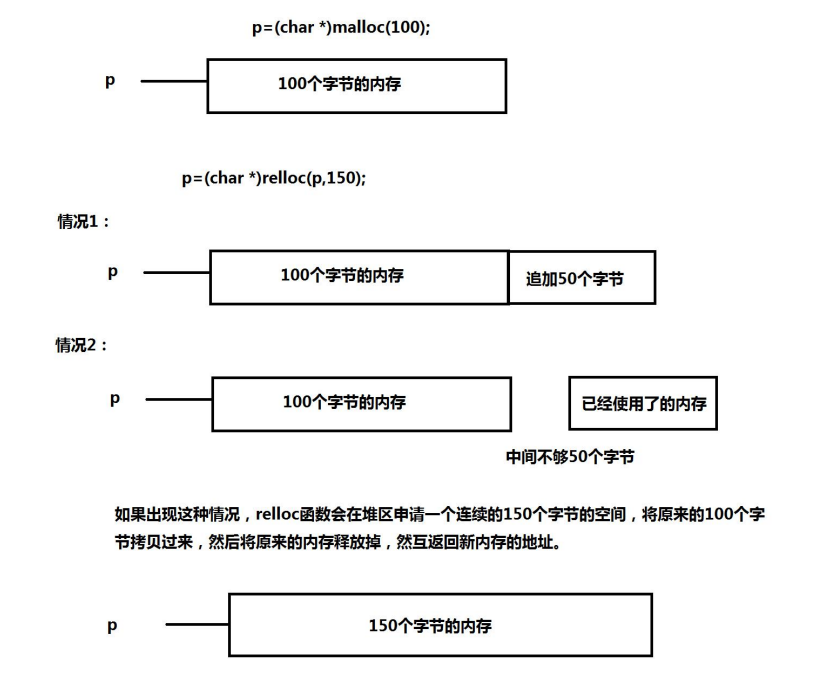 p=(char *)malloc(100);
p
100个字节的内存
p=(char *)relloc(p,150);
情况1：
p
100个字节的内存
追加50个字节
情况2：
p
100个字节的内存
已经使用了的内存
中间不够50个字节
如果出现这种情况，relloc函数会在堆区申请一个连续的150个字节的空间，将原来的100个字
节拷贝过来，然后将原来的内存释放掉，然互返回新内存的地址。
p
150个字节的内存